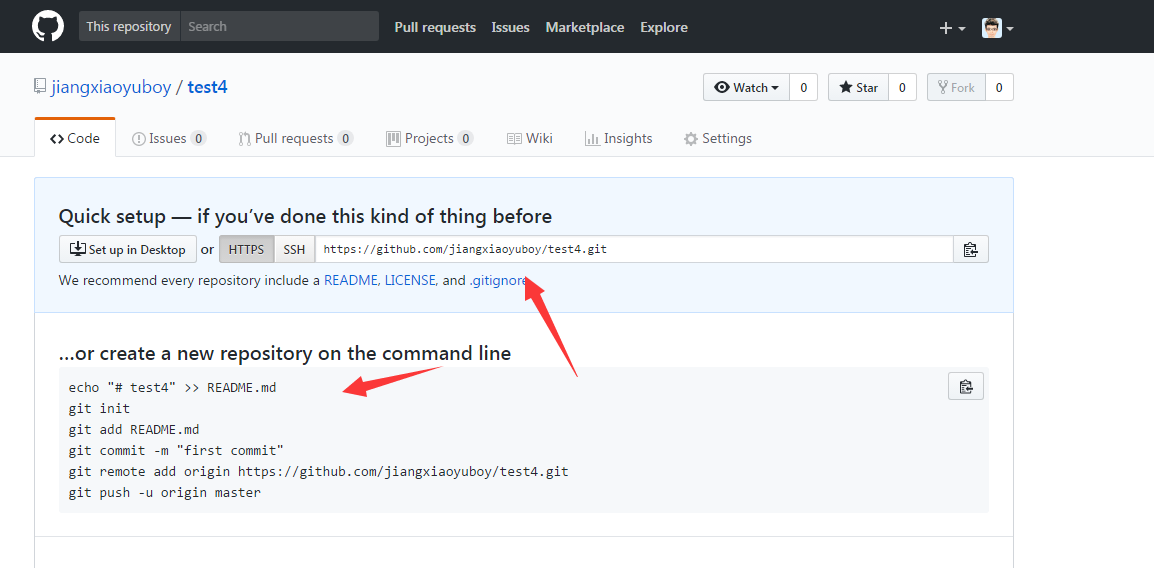 This repository Search Pull requests Issues Marketplace Explore
jiangxiaoyuboy / test4 Watch 0 Star 0 Fork 0
Code Issues 0 Pull requests 0 Projects 0 Wiki Insights Settings
Quick setup — if you’ve done this kind of thing before
Set up in Desktop or HTTPS SSH https://github.com/jiangxiaoyuboy/test4.git
We recommend every repository include a README, LICENSE, and .gitignore
…or create a new repository on the command line
echo "# test4" >> README.md
git init
git add README.md
git commit -m "first commit"
git remote add origin https://github.com/jiangxiaoyuboy/test4.git
git push -u origin master